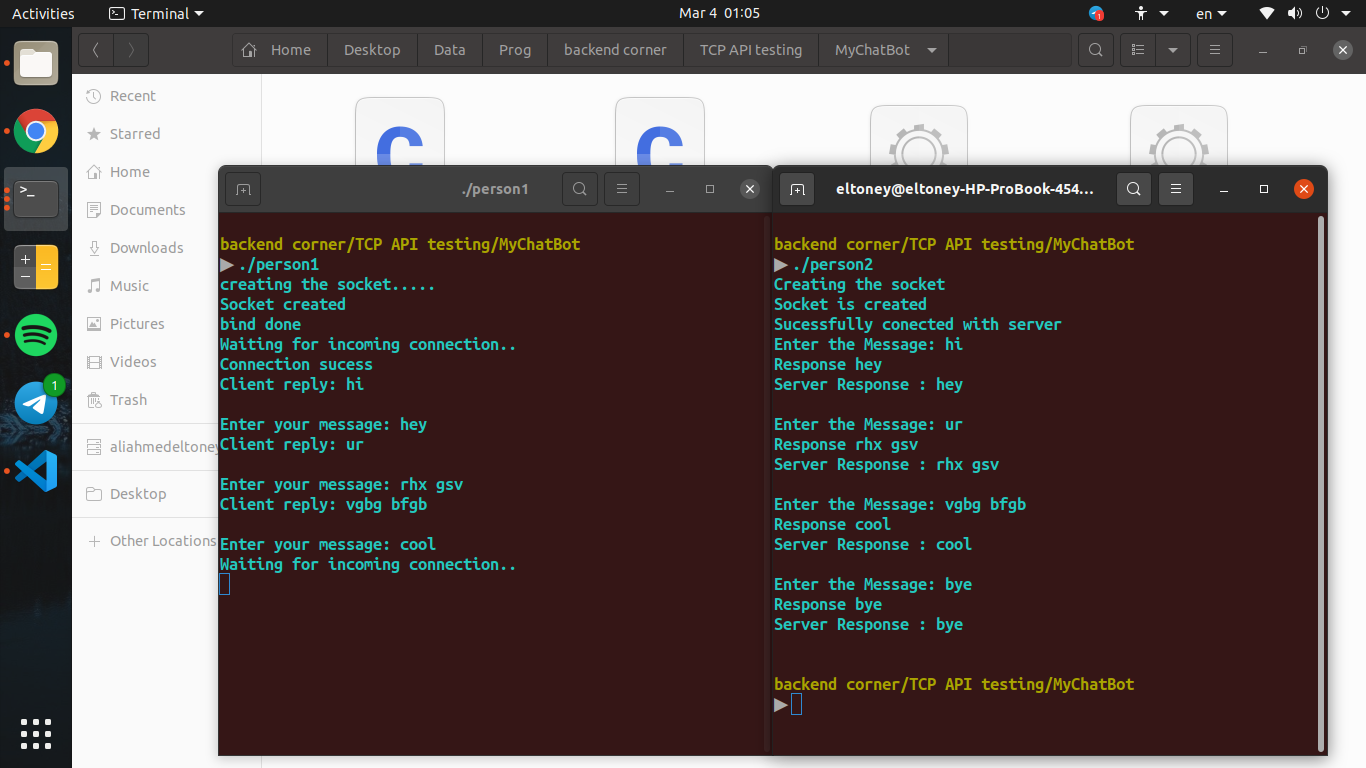 Activities
Terminal
Mar 4 01:05
1
en
Home
Desktop
Data
Prog
backend corner
TCP API testing
MyChatBot
Recent
Starred
Home
Documents
Downloads
Music
Pictures
Videos
Trash
aliahmedeltoney
Desktop
Other Locations
1
C
C
./person1
backend corner/TCP API testing/MyChatBot
▶ ./person1
creating the socket.....
Socket created
bind done
Waiting for incoming connection..
Connection sucess
Client reply: hi
Enter your message: hey
Client reply: ur
Enter your message: rhx gsv
Client reply: vgbg bfgb
Enter your message: cool
Waiting for incoming connection..
eltoney@eltoney-HP-ProBook-454...
backend corner/TCP API testing/MyChatBot
▶ ./person2
Creating the socket
Socket is created
Sucessfully conected with server
Enter the Message: hi
Response hey
Server Response : hey
Enter the Message: ur
Response rhx gsv
Server Response : rhx gsv
Enter the Message: vgbg bfgb
Response cool
Server Response : cool
Enter the Message: bye
Response bye
Server Response : bye
backend corner/TCP API testing/MyChatBot
▶